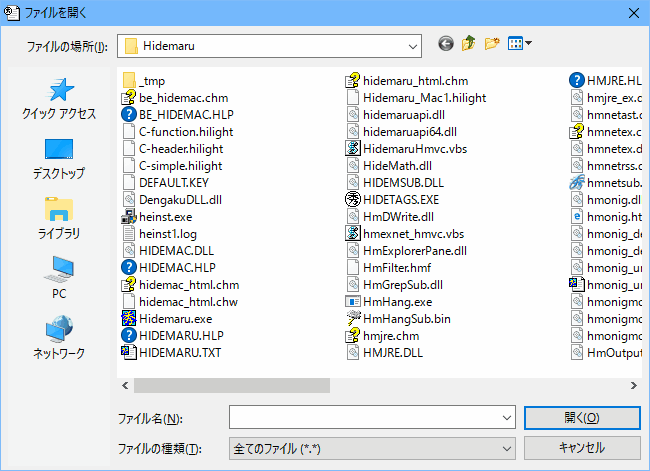 ファイルを開く
ファイルの場所(I):
Hidemaru
クイック アクセス
デスクトップ
ライブラリ
PC
ネットワーク
_tmp
be_hidemac.chm
BE_HIDEMAC.HLP
C-function.hilight
C-header.hilight
C-simple.hilight
DEFAULT.KEY
DengakuDLL.dll
heinst.exe
heinst1.log
HIDEMAC.DLL
HIDEMAC.HLP
hidemac_html.chm
hidemac_html.chw
Hidemaru.exe
HIDEMARU.HLP
HIDEMARU.TXT
hidemaru_html.chm
Hidemaru_Mac1.hilight
hidemaruapi.dll
hidemaruapi64.dll
HidemaruHmvc.vbs
HideMath.dll
HIDEMSUB.DLL
HIDETAGS.EXE
HmDWrite.dll
hmexnet_hmvc.vbs
HmExplorerPane.dll
HmFilter.hmf
HmGrepSub.dll
HmHang.exe
HmHangSub.bin
hmjre.chm
HMJRE.DLL
HMJRE.HL
hmjre_ex.c
hmnetast.d
hmnetex.c
hmnetex.d
hmnetrss.d
hmnetsub.
hmonig.dl
hmonig.ht
hmonig_de
hmonig_de
hmonig_ur
hmonig_ur
hmonigmc
hmonigmc
hmonigmc
HmOutput
ファイル名(N):
開く(O)
ファイルの種類(T):
全てのファイル (*.*)
キャンセル